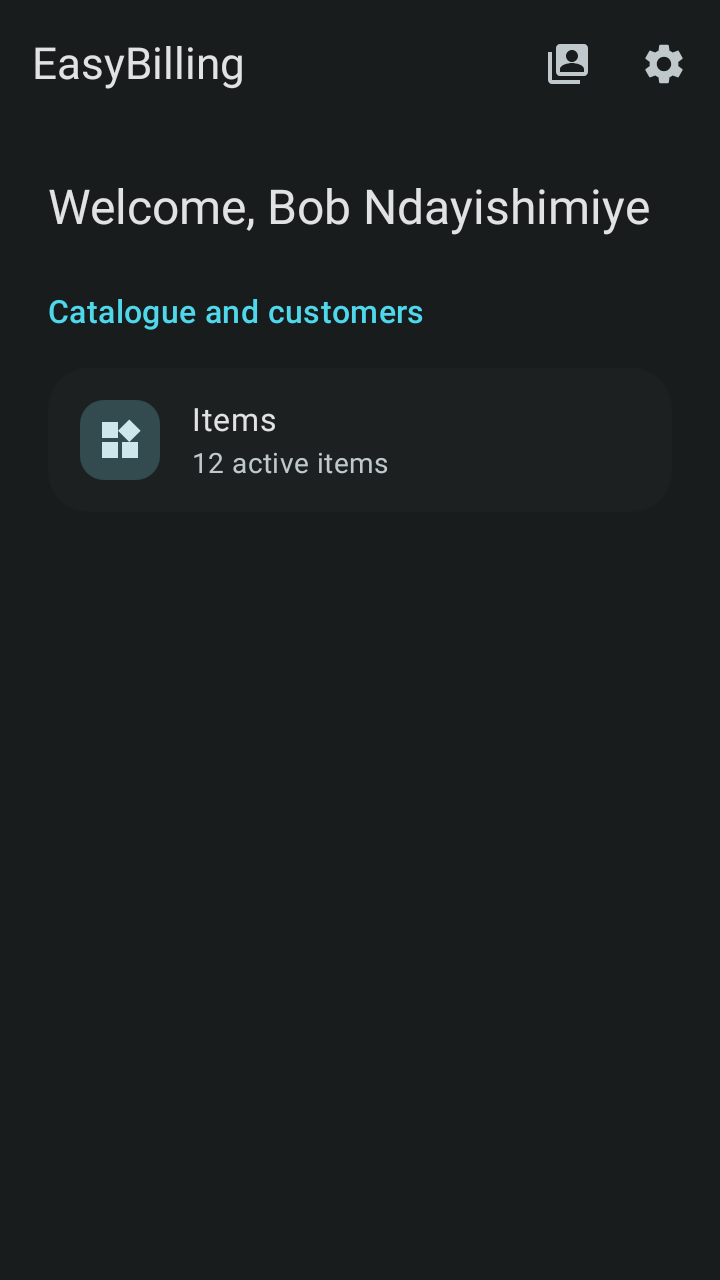 EasyBilling
Welcome, Bob Ndayishimiye
Catalogue and customers
Items
12 active items